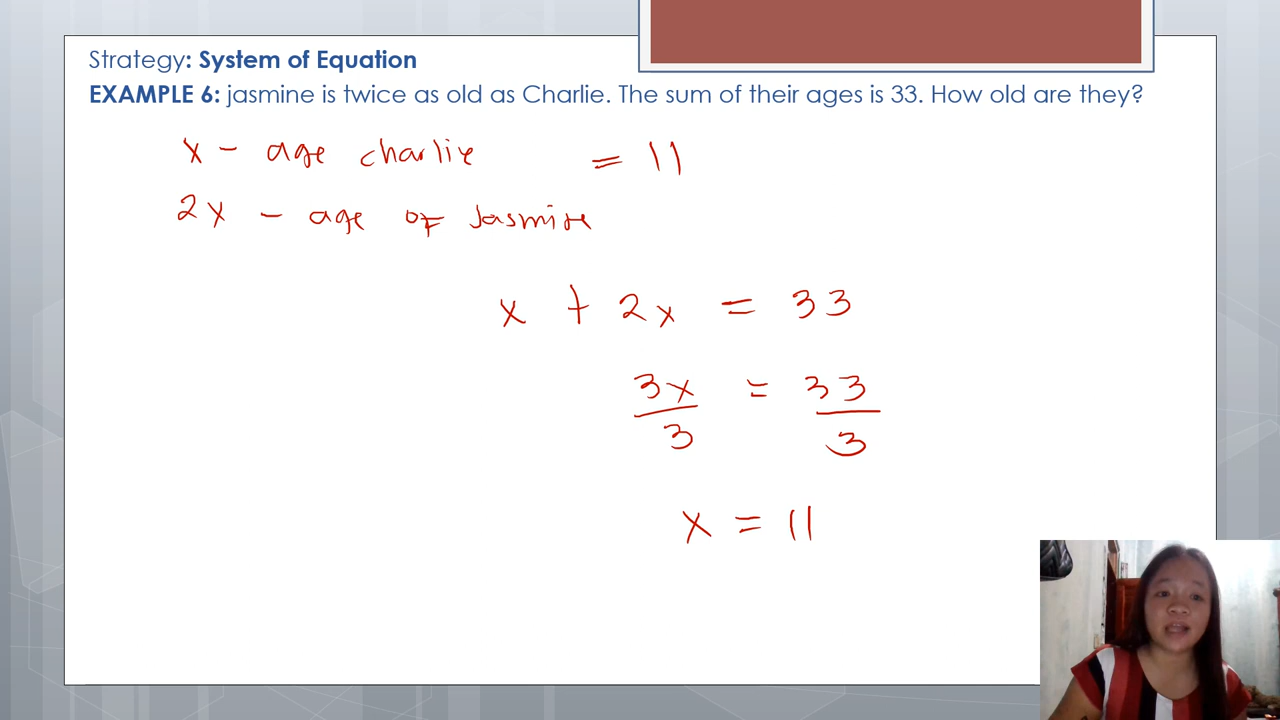 Strategy: System of Equation
EXAMPLE 6: jasmine is twice as old as Charlie. The sum of their ages is 33. How old are they?
x - age charlie = 11
2x - age of Jasmine
x + 2x = 33
3x = 33
3 3
x = 11